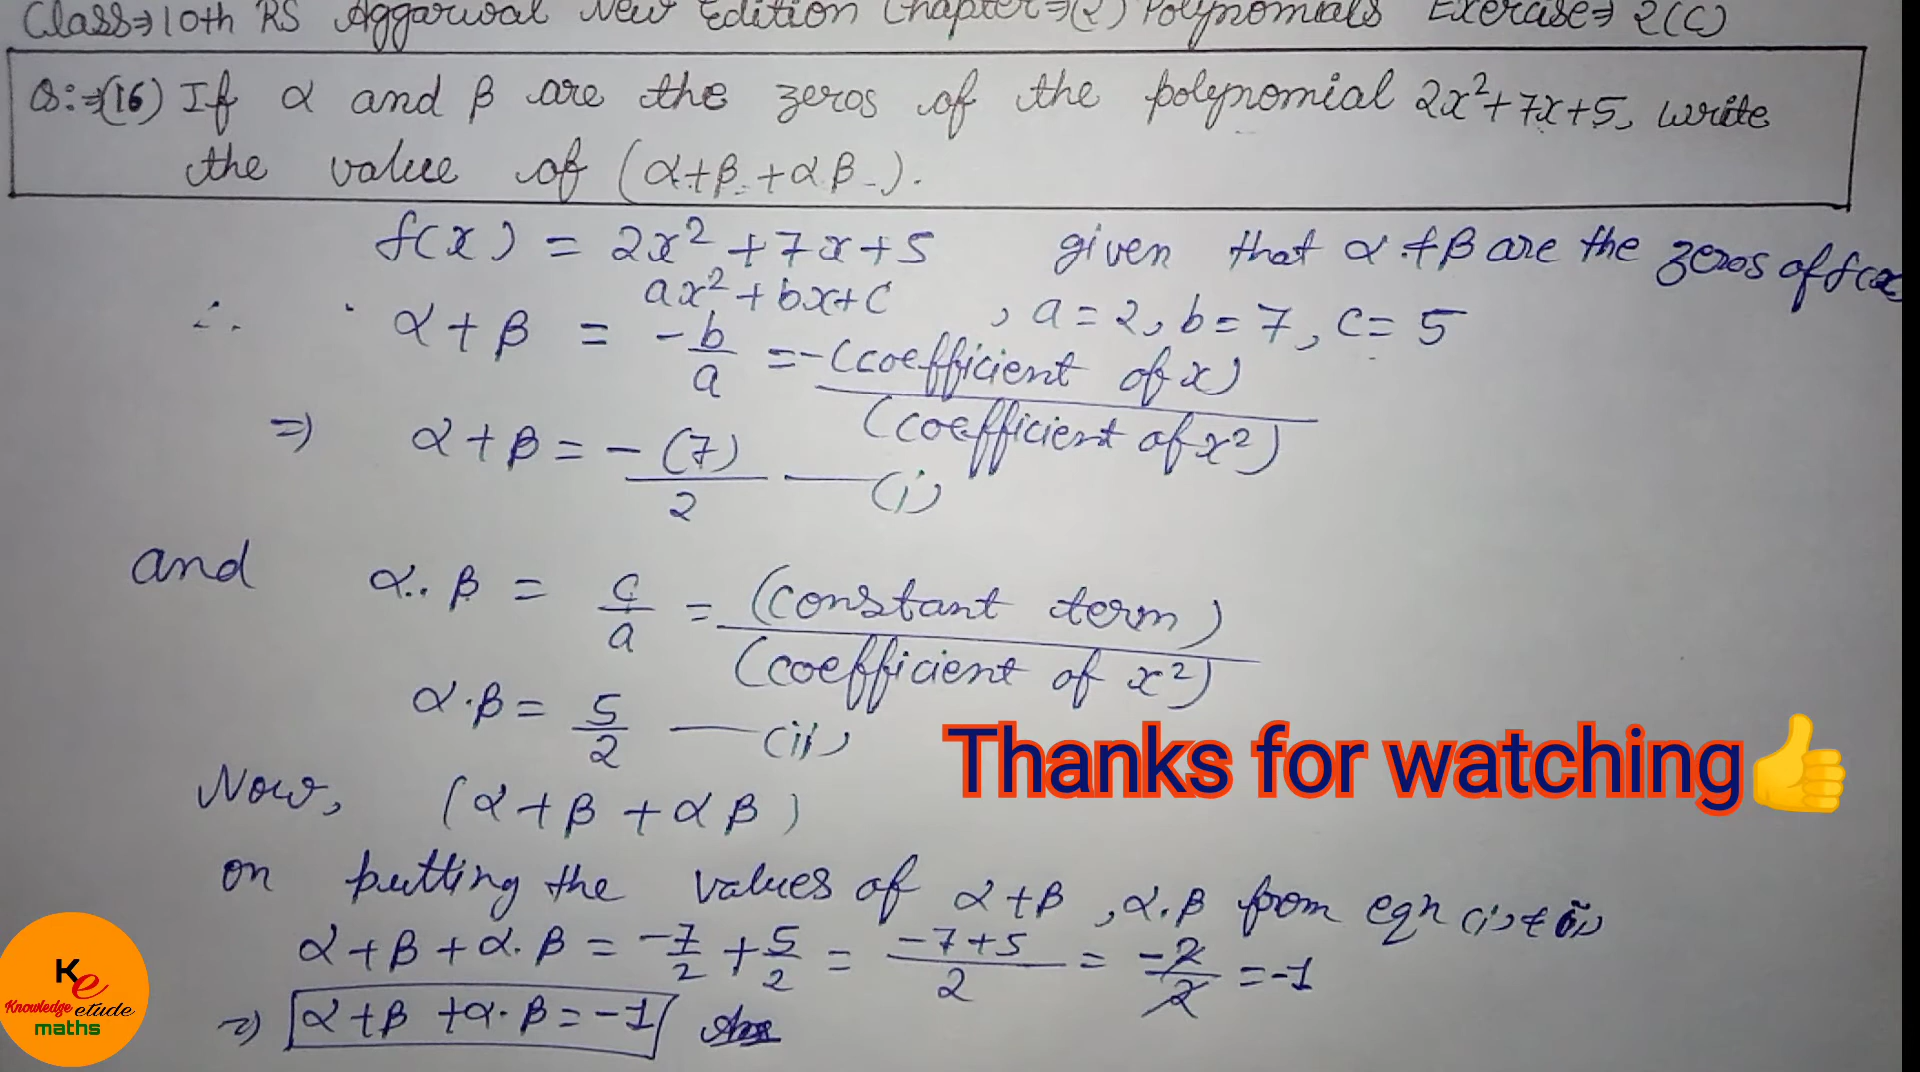 Class⇒10th RS Aggarwal New Edition Chapter⇒(2) Polynomials Exercise⇒ 2(C)
Q:⇒(16) If α and β are the zeros of the polynomial 2x²+7x+5, write
the value of (α+β+αβ).
f(x) = 2x²+7x+5 given that α & β are the zeros of f(x
ax²+bx+c , a=2, b=7, c=5
∴ α+β = -b/a = -(coefficient of x)/(coefficient of x²)
⇒ α+β = -(7)/2 —(i)
and α.β = c/a = (constant term)/(coefficient of x²)
α.β = 5/2 —(ii)
Thanks for watching👍
Now, (α+β+αβ)
on putting the values of α+β, α.β from eqn (i) & (ii)
α+β+α.β = -7/2 + 5/2 = -7+5/2 = -2/2 = -1
⇒ α+β+α.β = -1 Ans
Ke
Knowledge etude
maths